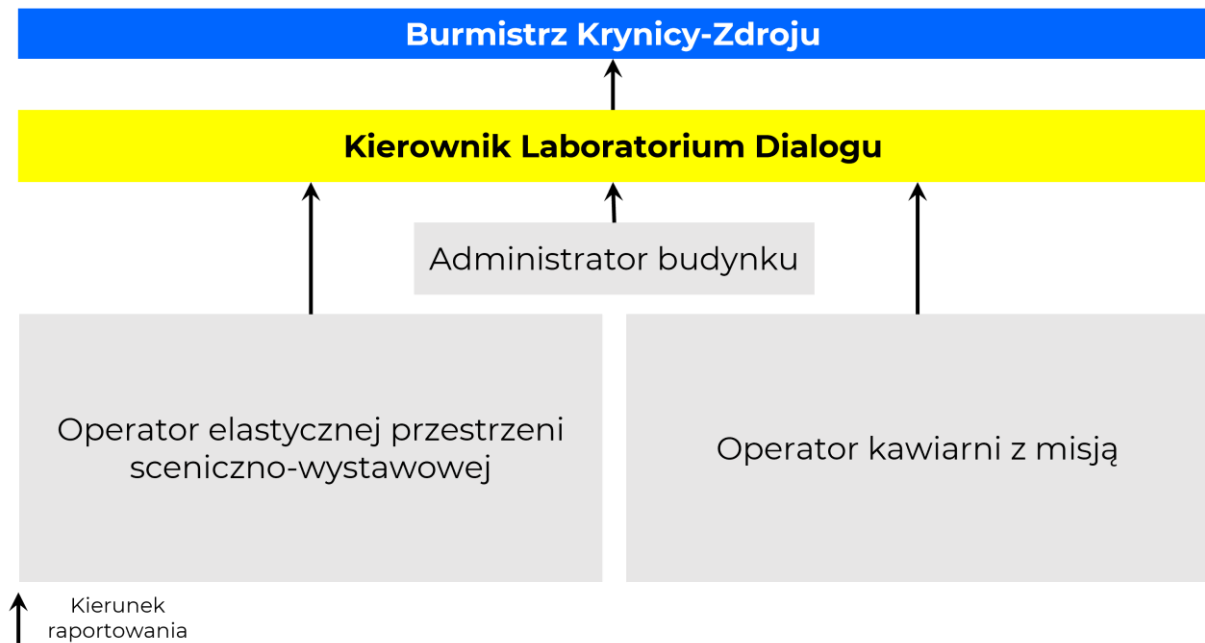 Burmistrz Krynicy-Zdroju
Kierownik Laboratorium Dialogu
Administrator budynku
Operator elastycznej przestrzeni
sceniczno-wystawowej
Operator kawiarni z misją
Kierunek
raportowania